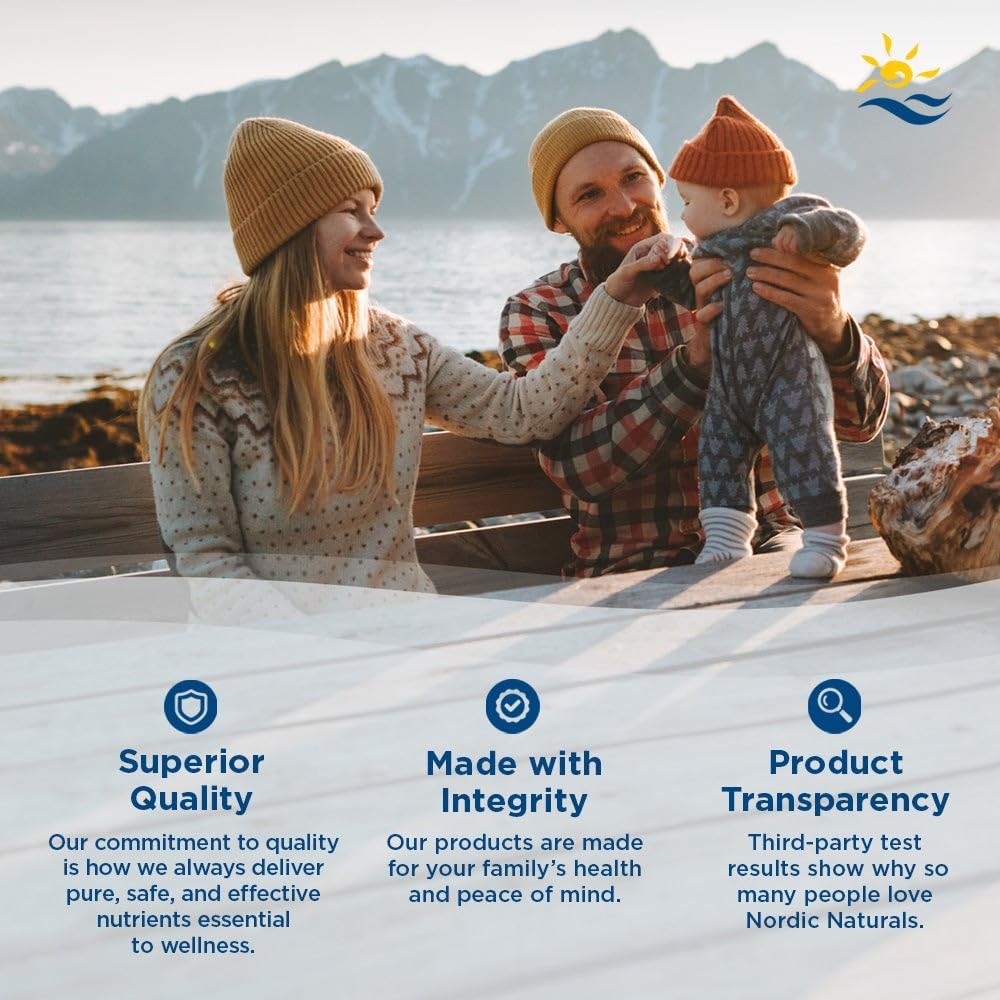 Superior
Quality
Our commitment to quality
is how we always deliver
pure, safe, and effective
nutrients essential
to wellness.
Made with
Integrity
Our products are made
for your family's health
and peace of mind.
Product
Transparency
Third-party test
results show why so
many people love
Nordic Naturals.